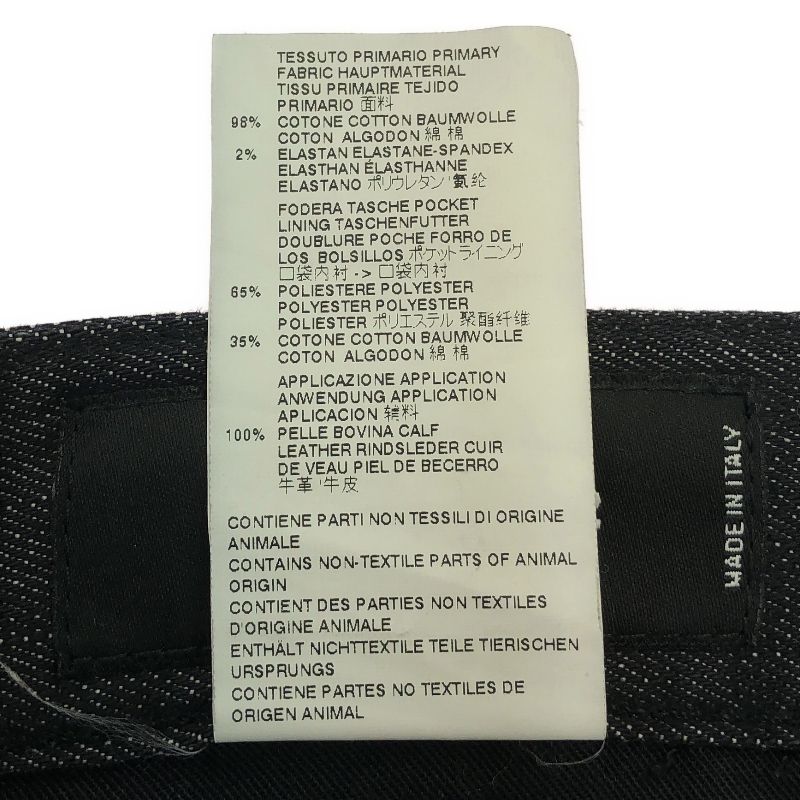 TESSUTO PRIMARIO PRIMARY
FABRIC HAUPTMATERIAL
TISSU PRIMAIRE TEJIDO
PRIMARIO 面料
98% COTONE COTTON BAUMWOLLE
COTON ALGODON 綿 棉
2% ELASTAN ELASTANE-SPANDEX
ELASTHAN ÉLASTHANNE
ELASTANO ポリウレタン '氨纶
FODERA TASCHE POCKET
LINING TASCHENFUTTER
DOUBLURE POCHE FORRO DE
LOS BOLSILLOS ポケットライニング
口袋内衬 -> 口袋内衬
65% POLIESTERE POLYESTER
POLYESTER POLYESTER
POLIESTER ポリエステル 聚酯纤维
35% COTONE COTTON BAUMWOLLE
COTON ALGODON 綿 棉
APPLICAZIONE APPLICATION
ANWENDUNG APPLICATION
APLICACION 辅料
100% PELLE BOVINA CALF
LEATHER RINDSLEDER CUIR
DE VEAU PIEL DE BECERRO
牛革 '牛皮
CONTIENE PARTI NON TESSILI DI ORIGINE
ANIMALE
CONTAINS NON-TEXTILE PARTS OF ANIMAL
ORIGIN
CONTIENT DES PARTIES NON TEXTILES
D'ORIGINE ANIMALE
ENTHÄLT NICHTTEXTILE TEILE TIERISCHEN
URSPRUNGS
CONTIENE PARTES NO TEXTILES DE
ORIGEN ANIMAL
MADE IN ITALY